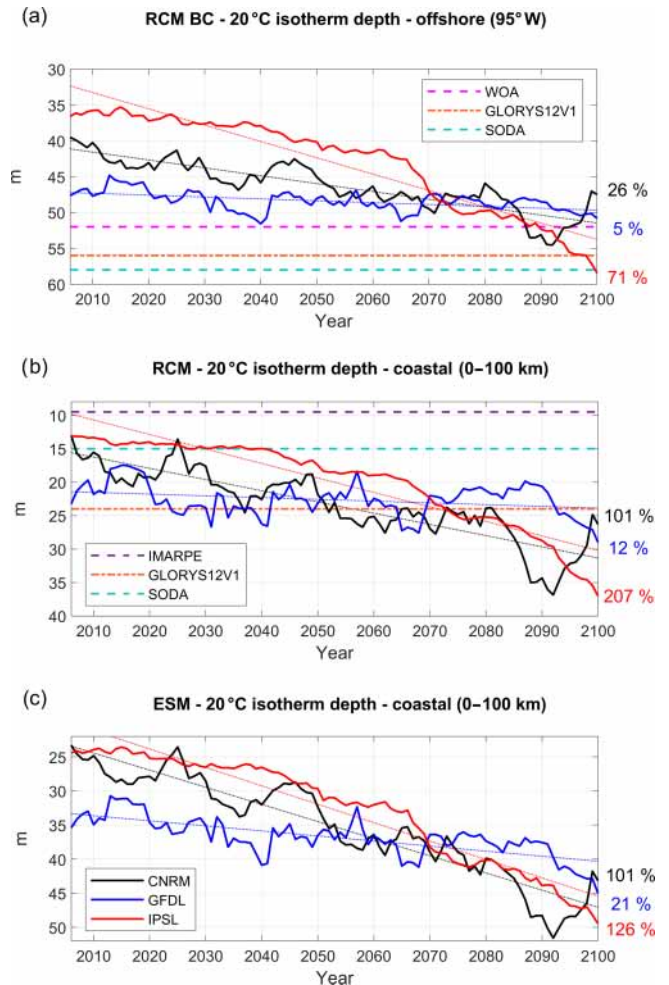 (a)
RCM BC - 20°C isotherm depth - offshore (95°W)
30
35
40
45
50
55
60
m
WOA
GLORYS12V1
SODA
26 %
5 %
71 %
2010 2020 2030 2040 2050 2060 2070 2080 2090 2100
Year
(b)
RCM - 20°C isotherm depth - coastal (0–100 km)
10
15
20
25
30
35
40
m
IMARPE
GLORYS12V1
SODA
101 %
12 %
207 %
2010 2020 2030 2040 2050 2060 2070 2080 2090 2100
Year
(c)
ESM - 20°C isotherm depth - coastal (0–100 km)
25
30
35
40
45
50
m
CNRM
GFDL
IPSL
101 %
21 %
126 %
2010 2020 2030 2040 2050 2060 2070 2080 2090 2100
Year